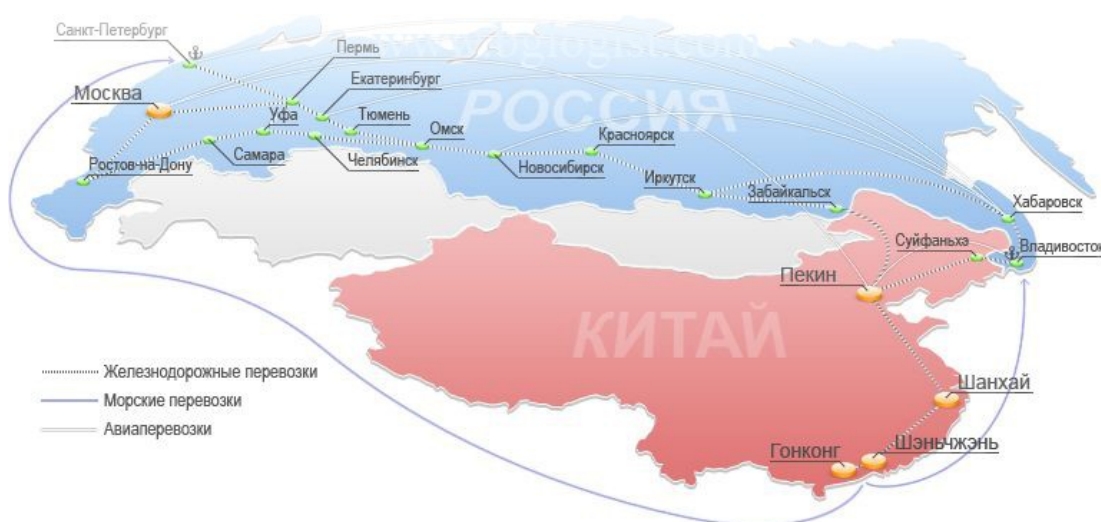 Санкт-Петербург
Пермь
Екатеринбург
Москва
Уфа
Тюмень
РОССИЯ
Омск
Красноярск
Самара
Челябинск
Новосибирск
Ростов-на-Дону
Иркутск
Забайкальск
Хабаровск
Суйфаньхэ
Владивосток
Пекин
КИТАЙ
Железнодорожные перевозки
Шанхай
Морские перевозки
Авиаперевозки
Гонконг
Шэньчжэнь